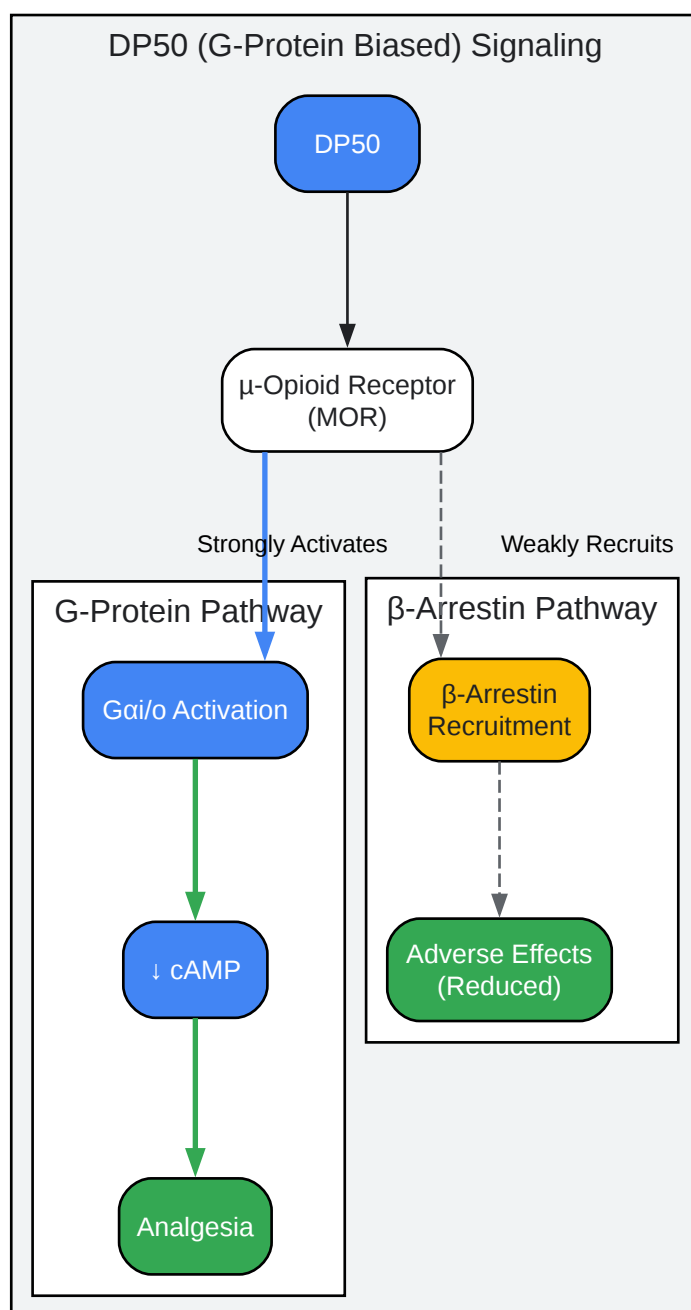 DP50 (G-Protein Biased) Signaling
DP50
µ-Opioid Receptor
(MOR)
Strongly Activates
Weakly Recruits
G-Protein Pathway
β-Arrestin Pathway
Gαi/o Activation
β-Arrestin
Recruitment
↓ cAMP
Adverse Effects
(Reduced)
Analgesia